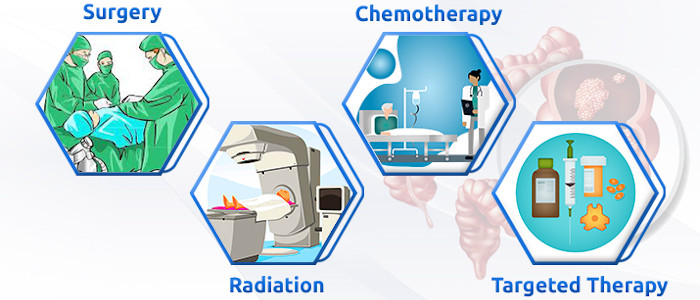 Surgery
Chemotherapy
Radiation
Targeted Therapy